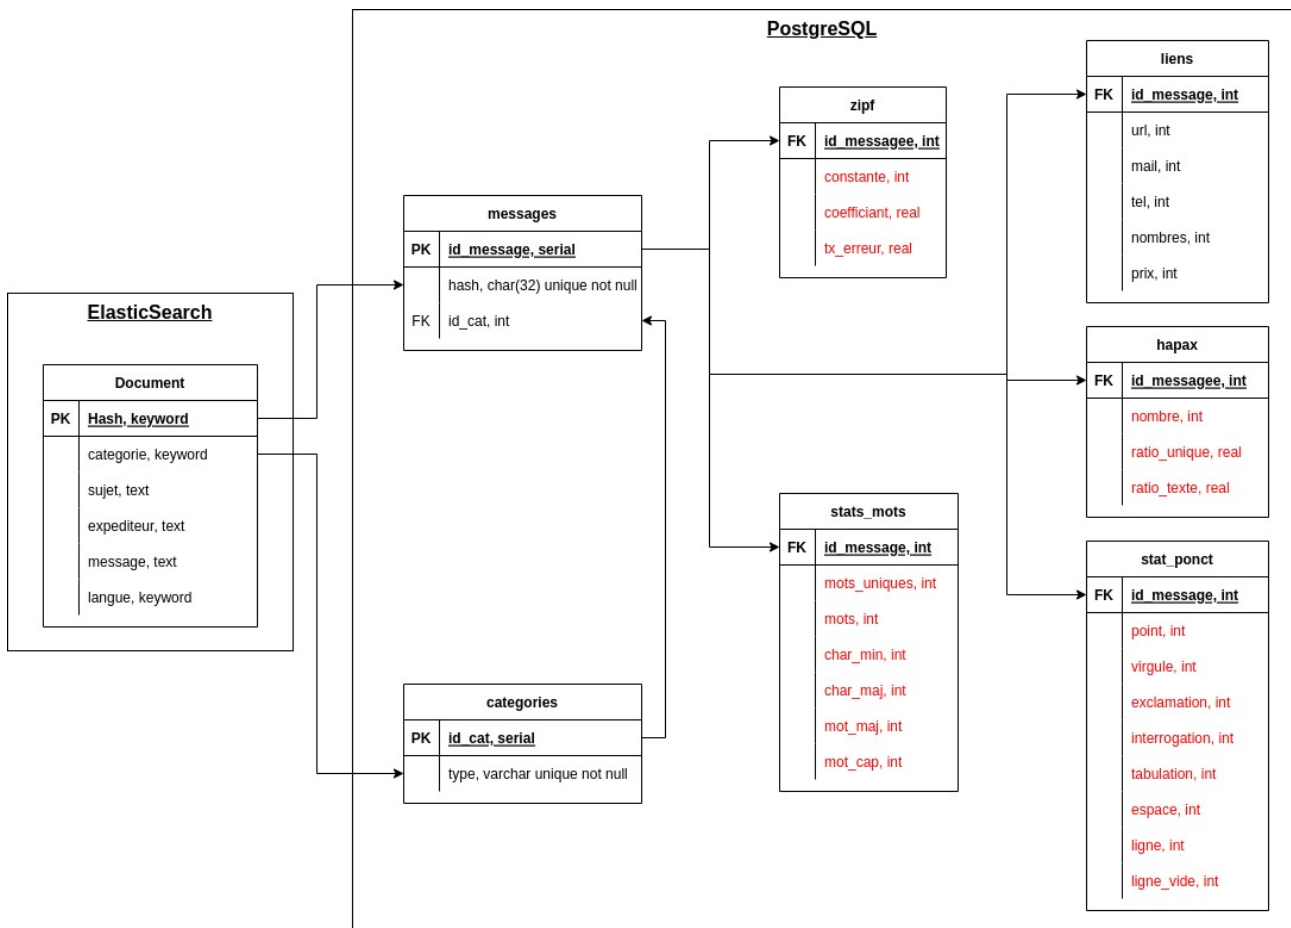 PostgreSQL
ElasticSearch
Document
PK Hash, keyword
categorie, keyword
sujet, text
expediteur, text
message, text
langue, keyword
messages
PK id_message, serial
hash, char(32) unique not null
FK id_cat, int
categories
PK id_cat, serial
type, varchar unique not null
zipf
FK id_messagee, int
constante, int
coefficiant, real
tx_erreur, real
stats_mots
FK id_message, int
mots_uniques, int
mots, int
char_min, int
char_maj, int
mot_maj, int
mot_cap, int
liens
FK id_message, int
url, int
mail, int
tel, int
nombres, int
prix, int
hapax
FK id_messagee, int
nombre, int
ratio_unique, real
ratio_texte, real
stat_ponct
FK id_message, int
point, int
virgule, int
exclamation, int
interrogation, int
tabulation, int
espace, int
ligne, int
ligne_vide, int